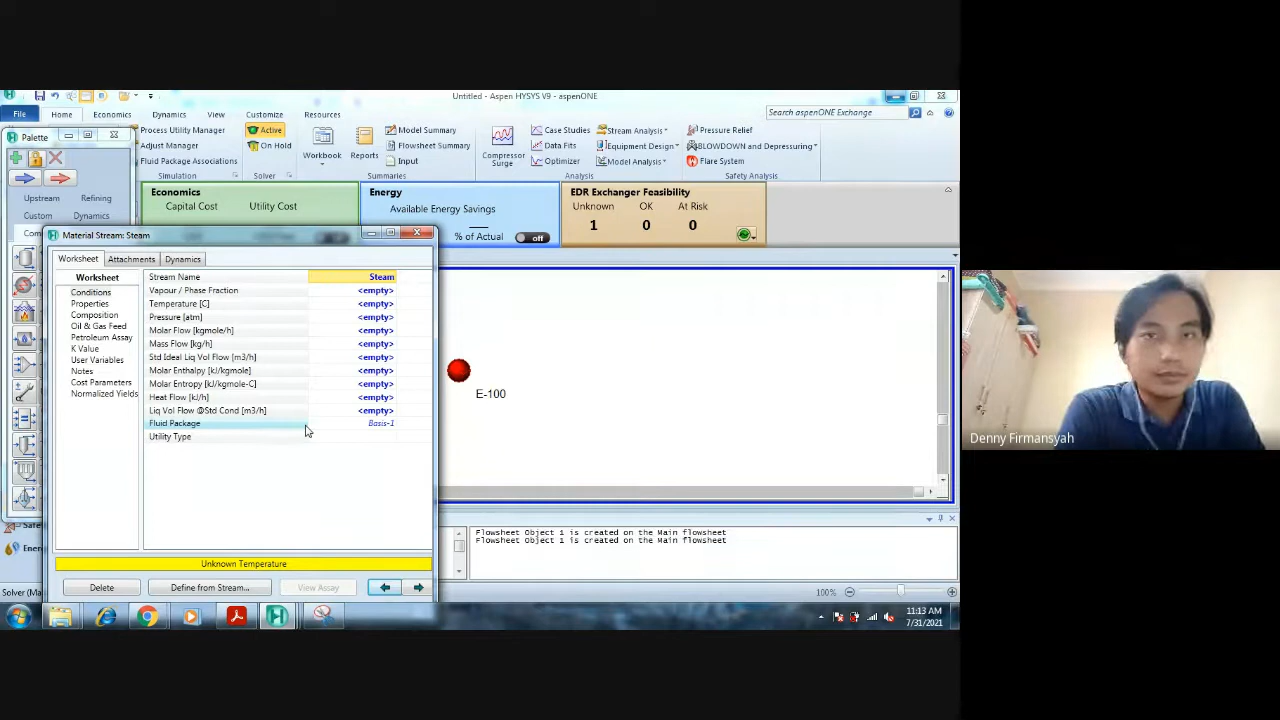 Untitled - Aspen HYSYS V9 - aspenONE
File
Home
Economics
Dynamics
View
Customize
Resources
Search aspenONE Exchange
Palette
Process Utility Manager
Adjust Manager
Fluid Package Associations
Simulation
Active
On Hold
Solver
Workbook
Reports
Model Summary
Flowsheet Summary
Input
Summaries
Compressor
Surge
Case Studies
Data Fits
Optimizer
Stream Analysis
Equipment Design
Model Analysis
Analysis
Pressure Relief
BLOWDOWN and Depressuring
Flare System
Safety Analysis
Upstream
Refining
Custom
Dynamics
Economics
Capital Cost
Utility Cost
Energy
Available Energy Savings
% of Actual
off
EDR Exchanger Feasibility
Unknown
OK
At Risk
1
0
0
Material Stream: Steam
Worksheet
Attachments
Dynamics
Worksheet
Conditions
Properties
Composition
Oil & Gas Feed
Petroleum Assay
K Value
User Variables
Notes
Cost Parameters
Normalized Yields
Stream Name Steam
Vapour / Phase Fraction <empty>
Temperature [C] <empty>
Pressure [atm] <empty>
Molar Flow [kgmole/h] <empty>
Mass Flow [kg/h] <empty>
Std Ideal Liq Vol Flow [m3/h] <empty>
Molar Enthalpy [kJ/kgmole] <empty>
Molar Entropy [kJ/kgmole-C] <empty>
Heat Flow [kJ/h] <empty>
Liq Vol Flow @Std Cond [m3/h] <empty>
Fluid Package Basis-1
Utility Type
Unknown Temperature
Delete
Define from Stream...
View Assay
E-100
Flowsheet Object 1 is created on the Main flowsheet
Flowsheet Object 1 is created on the Main flowsheet
100%
11:13 AM
7/31/2021
Denny Firmansyah